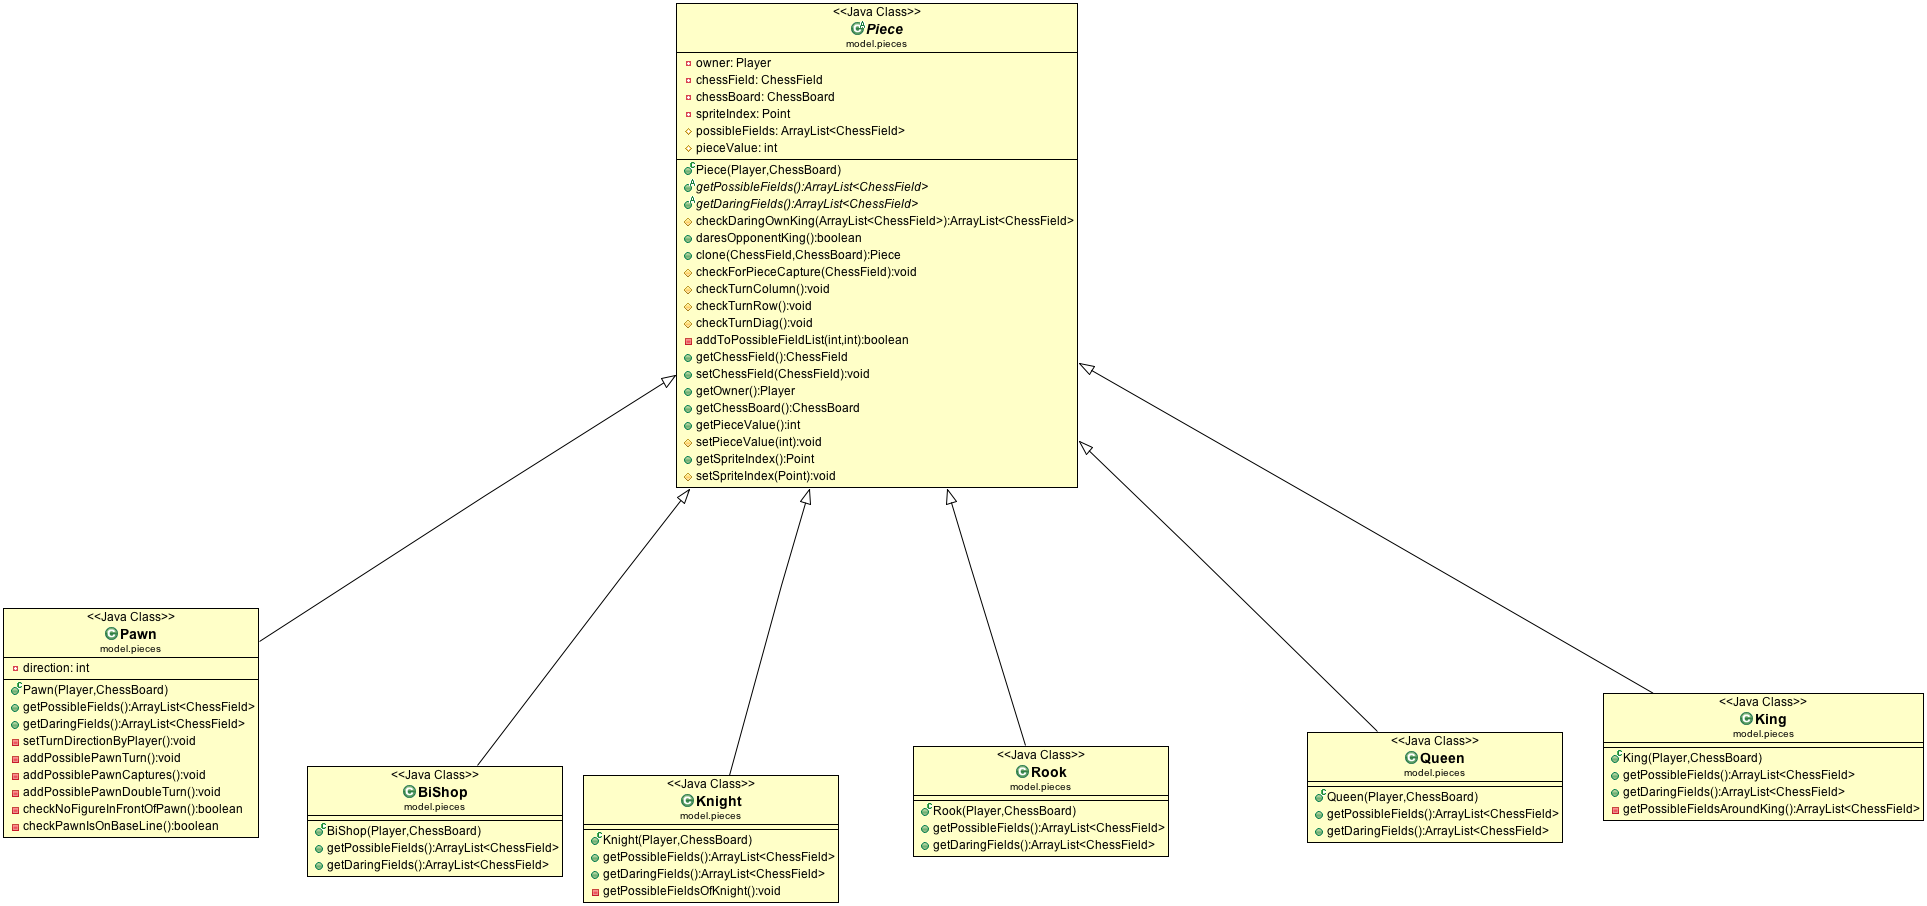 <<Java Class>>
Piece
model.pieces
owner: Player
chessField: ChessField
chessBoard: ChessBoard
spriteIndex: Point
possibleFields: ArrayList<ChessField>
pieceValue: int
Piece(Player,ChessBoard)
getPossibleFields():ArrayList<ChessField>
getDaringFields():ArrayList<ChessField>
checkDaringOwnKing(ArrayList<ChessField>):ArrayList<ChessField>
daresOpponentKing():boolean
clone(ChessField,ChessBoard):Piece
checkForPieceCapture(ChessField):void
checkTurnColumn():void
checkTurnRow():void
checkTurnDiag():void
addToPossibleFieldList(int,int):boolean
getChessField():ChessField
setChessField(ChessField):void
getOwner():Player
getChessBoard():ChessBoard
getPieceValue():int
setPieceValue(int):void
getSpriteIndex():Point
setSpriteIndex(Point):void
<<Java Class>>
Pawn
model.pieces
direction: int
Pawn(Player,ChessBoard)
getPossibleFields():ArrayList<ChessField>
getDaringFields():ArrayList<ChessField>
setTurnDirectionByPlayer():void
addPossiblePawnTurn():void
addPossiblePawnCaptures():void
addPossiblePawnDoubleTurn():void
checkNoFigureInFrontOfPawn():boolean
checkPawnIsOnBaseLine():boolean
<<Java Class>>
BiShop
model.pieces
BiShop(Player,ChessBoard)
getPossibleFields():ArrayList<ChessField>
getDaringFields():ArrayList<ChessField>
<<Java Class>>
Knight
model.pieces
Knight(Player,ChessBoard)
getPossibleFields():ArrayList<ChessField>
getDaringFields():ArrayList<ChessField>
getPossibleFieldsOfKnight():void
<<Java Class>>
Rook
model.pieces
Rook(Player,ChessBoard)
getPossibleFields():ArrayList<ChessField>
getDaringFields():ArrayList<ChessField>
<<Java Class>>
Queen
model.pieces
Queen(Player,ChessBoard)
getPossibleFields():ArrayList<ChessField>
getDaringFields():ArrayList<ChessField>
<<Java Class>>
King
model.pieces
King(Player,ChessBoard)
getPossibleFields():ArrayList<ChessField>
getDaringFields():ArrayList<ChessField>
getPossibleFieldsAroundKing():ArrayList<ChessField>